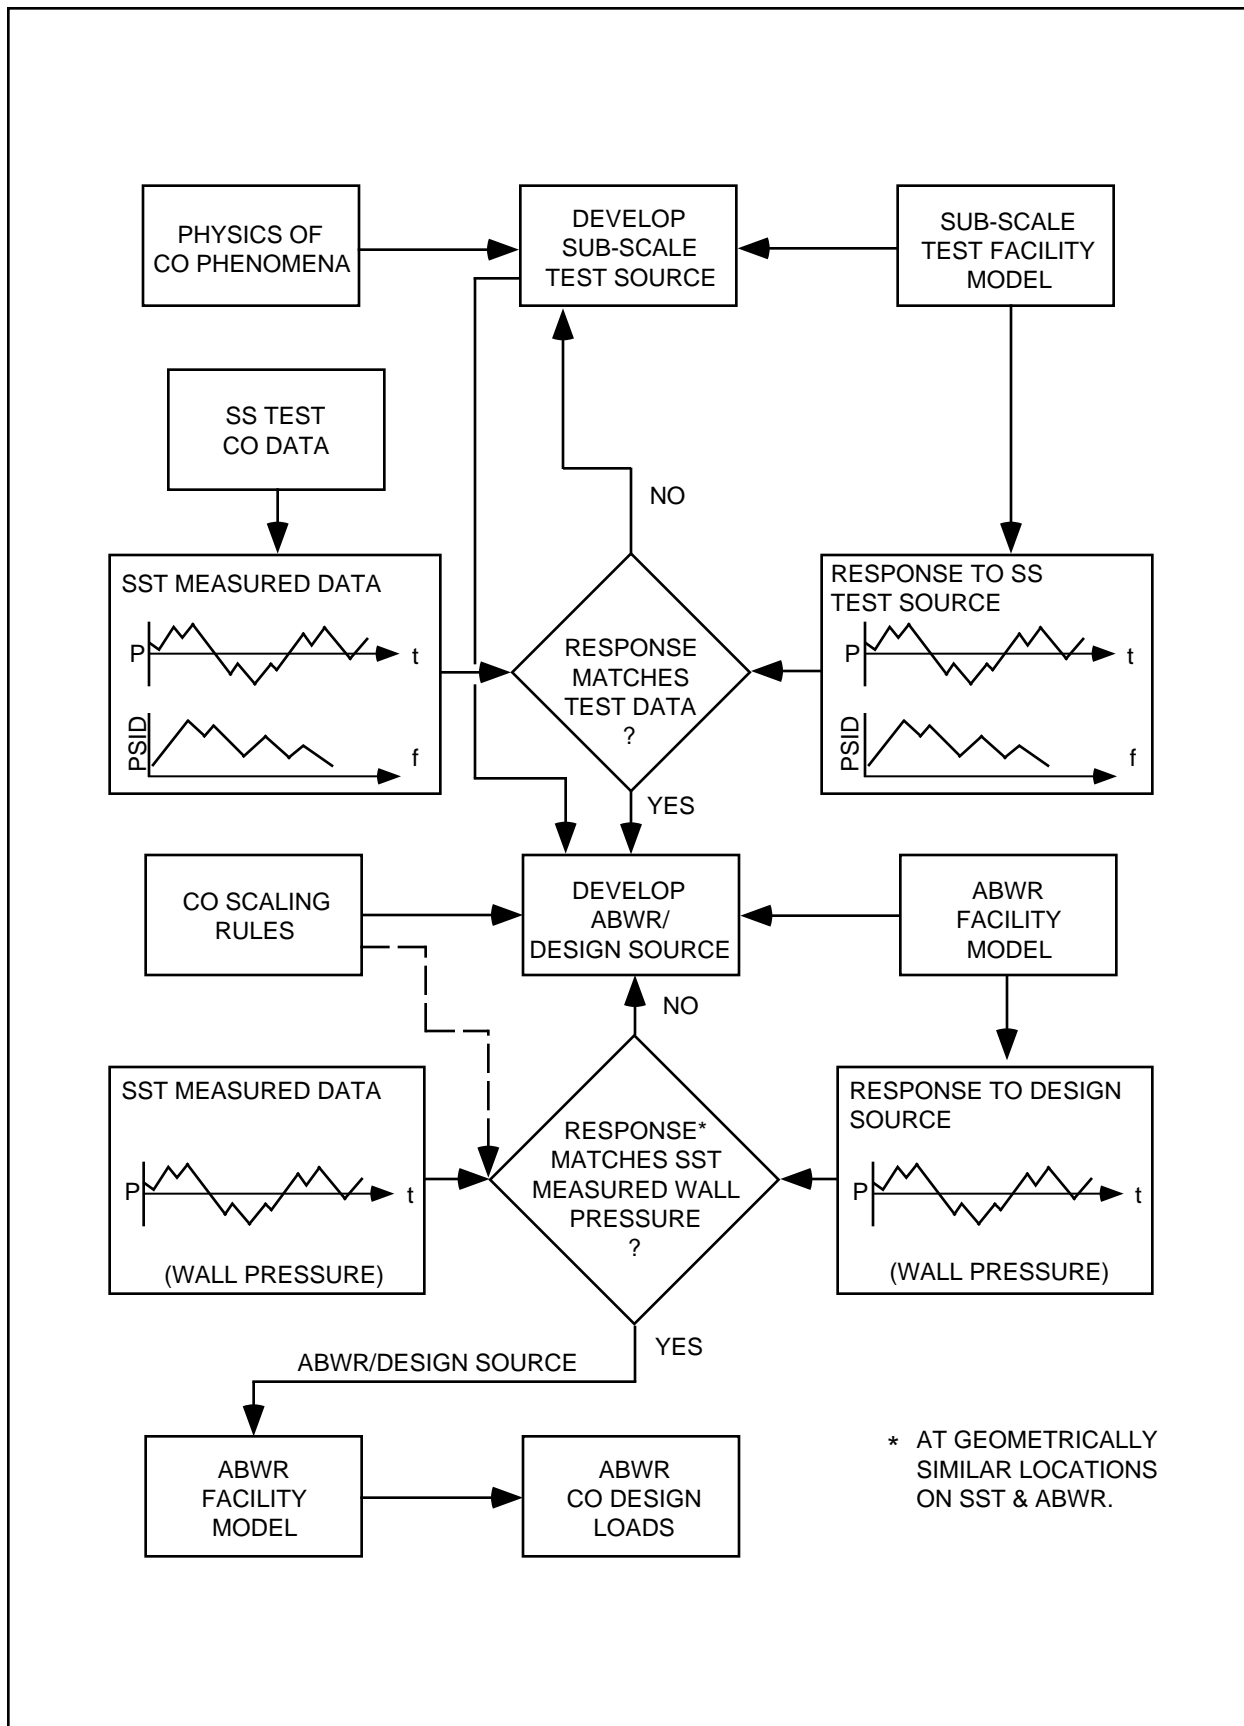 PHYSICS OF
CO PHENOMENA
DEVELOP
SUB-SCALE
TEST SOURCE
SUB-SCALE
TEST FACILITY
MODEL
SS TEST
CO DATA
NO
SST MEASURED DATA
P
t
PSID
f
RESPONSE
MATCHES
TEST DATA
?
RESPONSE TO SS
TEST SOURCE
P
t
PSID
f
YES
CO SCALING
RULES
DEVELOP
ABWR/
DESIGN SOURCE
ABWR
FACILITY
MODEL
NO
SST MEASURED DATA
P
t
(WALL PRESSURE)
RESPONSE*
MATCHES SST
MEASURED WALL
PRESSURE
?
RESPONSE TO DESIGN
SOURCE
P
t
(WALL PRESSURE)
YES
ABWR/DESIGN SOURCE
ABWR
FACILITY
MODEL
ABWR
CO DESIGN
LOADS
* AT GEOMETRICALLY
SIMILAR LOCATIONS
ON SST & ABWR.